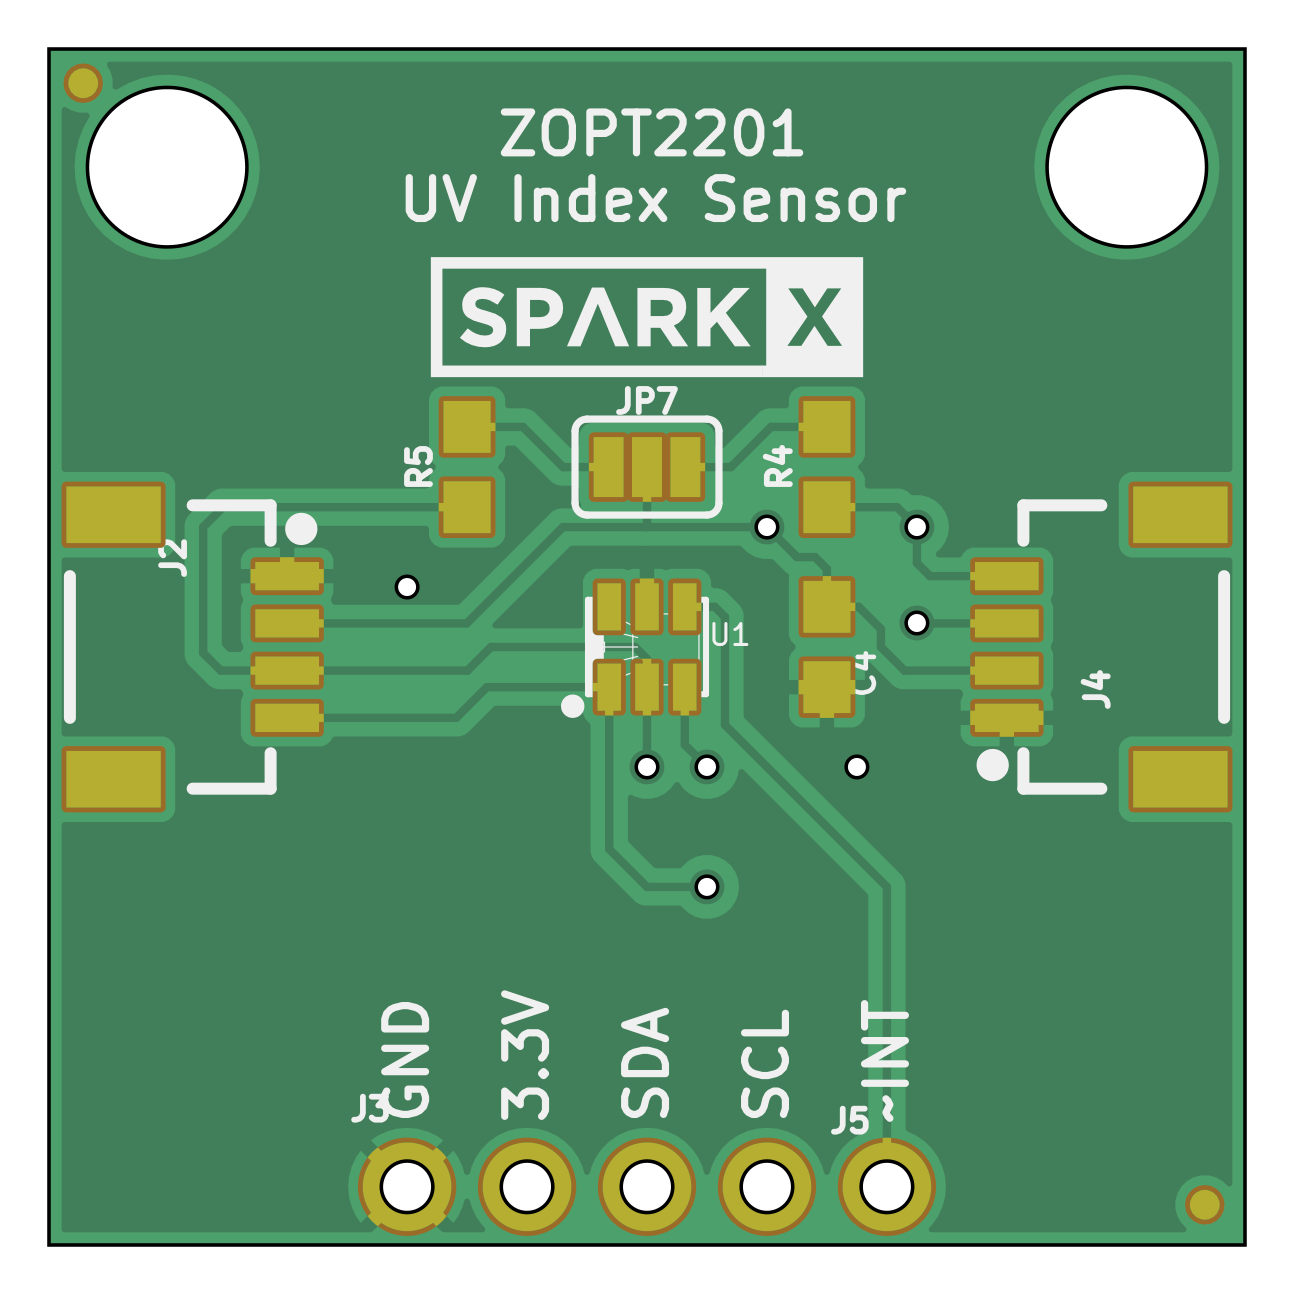 ZOPT2201
UV Index Sensor
SPARK X
JP7
R5
R4
J2
U1
C4
J4
GND
3.3V
SDA
SCL
~INT
J3
J5